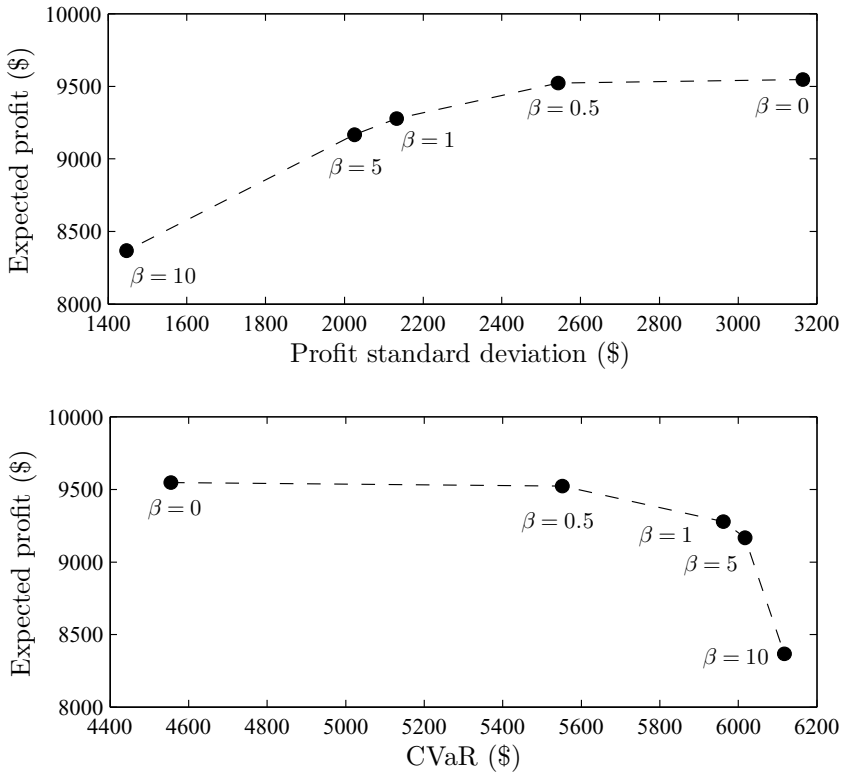 10000
9500
9000
8500
8000
Expected profit ($)
β = 0
β = 0.5
β = 1
β = 5
β = 10
1400 1600 1800 2000 2200 2400 2600 2800 3000 3200
Profit standard deviation ($)
10000
9500
9000
8500
8000
Expected profit ($)
β = 0
β = 0.5
β = 1
β = 5
β = 10
4400 4600 4800 5000 5200 5400 5600 5800 6000 6200
CVaR ($)